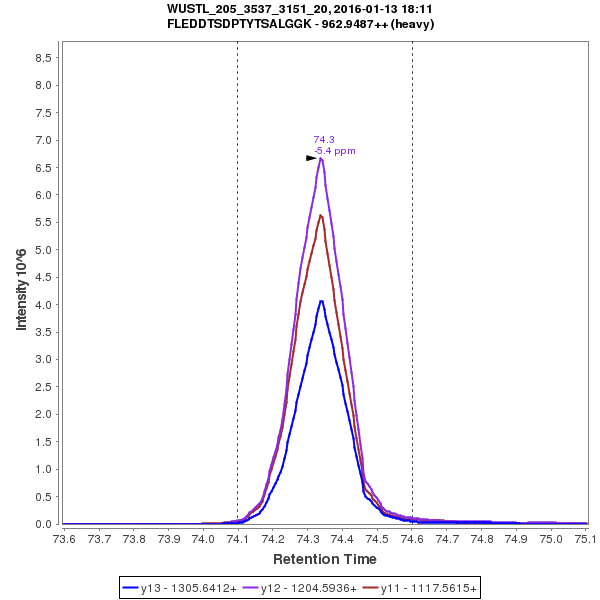 WUSTL_205_3537_3151_20, 2016-01-13 18:11
FLEDDTSDPTYTSALGGK - 962.9487++ (heavy)
74.3
-5.4 ppm
Intensity 10^6
8.5
8.0
7.5
7.0
6.5
6.0
5.5
5.0
4.5
4.0
3.5
3.0
2.5
2.0
1.5
1.0
0.5
0.0
73.6 73.7 73.8 73.9 74.0 74.1 74.2 74.3 74.4 74.5 74.6 74.7 74.8 74.9 75.0 75.1
Retention Time
y13 - 1305.6412+ y12 - 1204.5936+ y11 - 1117.5615+